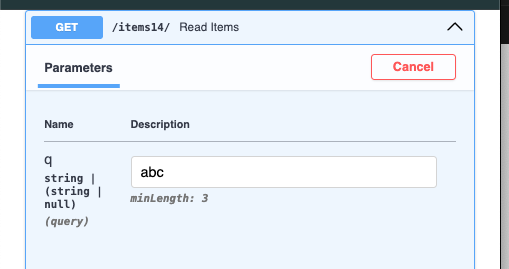 GET /items14/ Read Items
Parameters Cancel
Name Description
q abc
string |
(string |
null)
minLength: 3
(query)